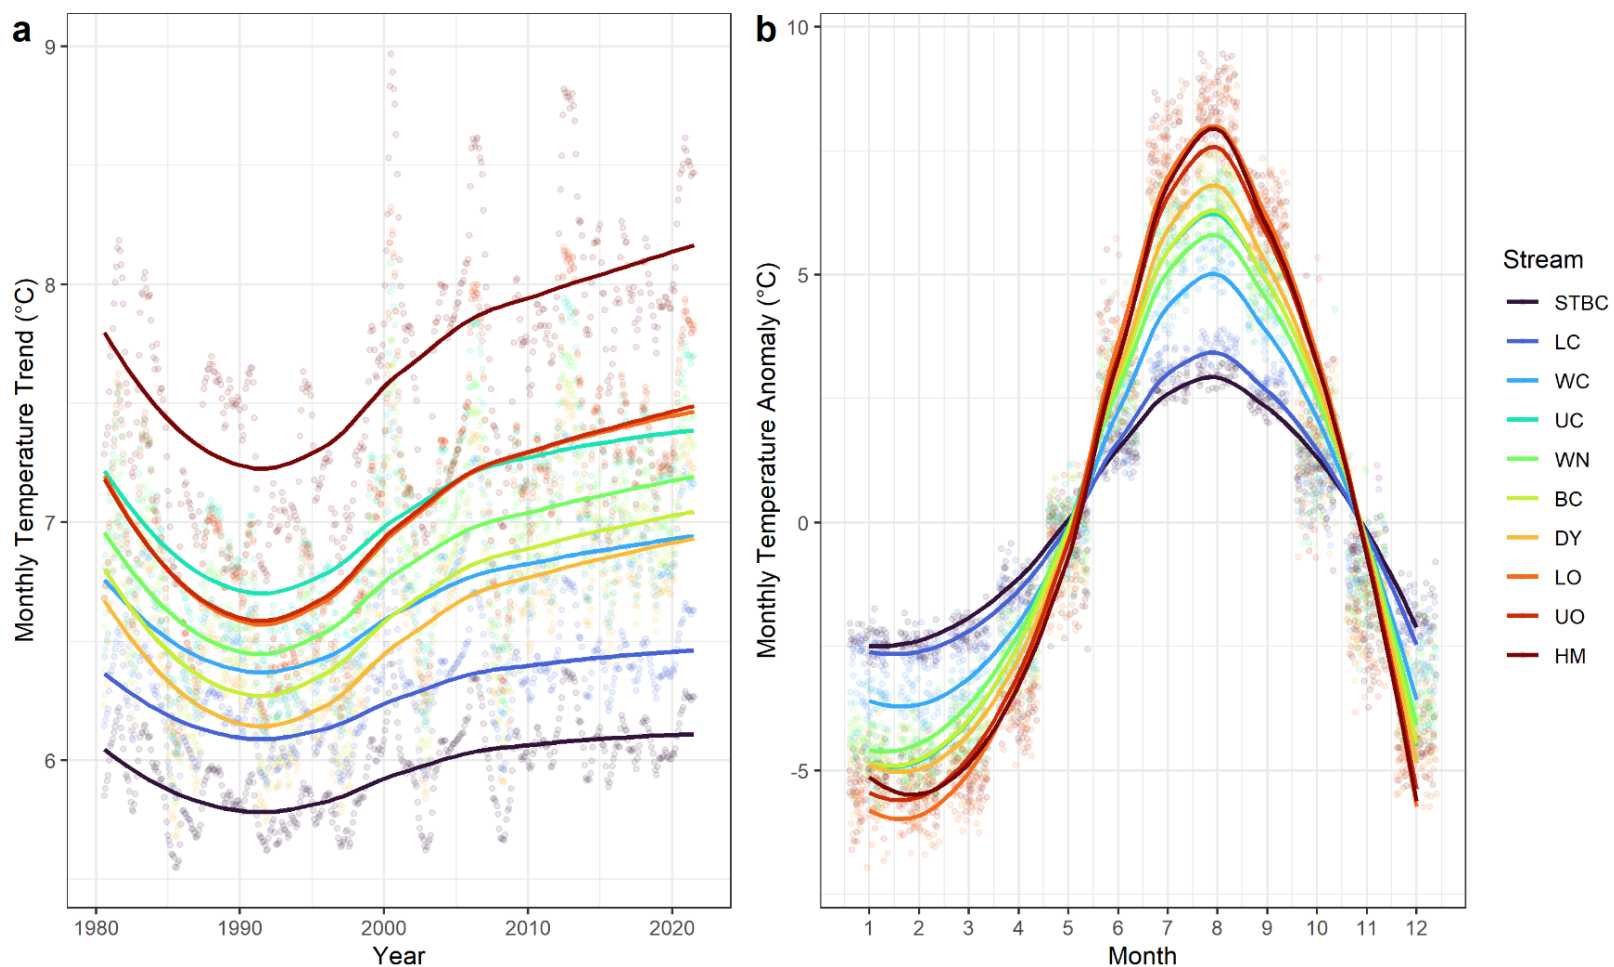 a
Monthly Temperature Trend (°C)
9
8
7
6
1980
1990
2000
2010
2020
Year
b
Monthly Temperature Anomaly (°C)
10
5
0
-5
1
2
3
4
5
6
7
8
9
10
11
12
Month
Stream
STBC
LC
WC
UC
WN
BC
DY
LO
UO
HM